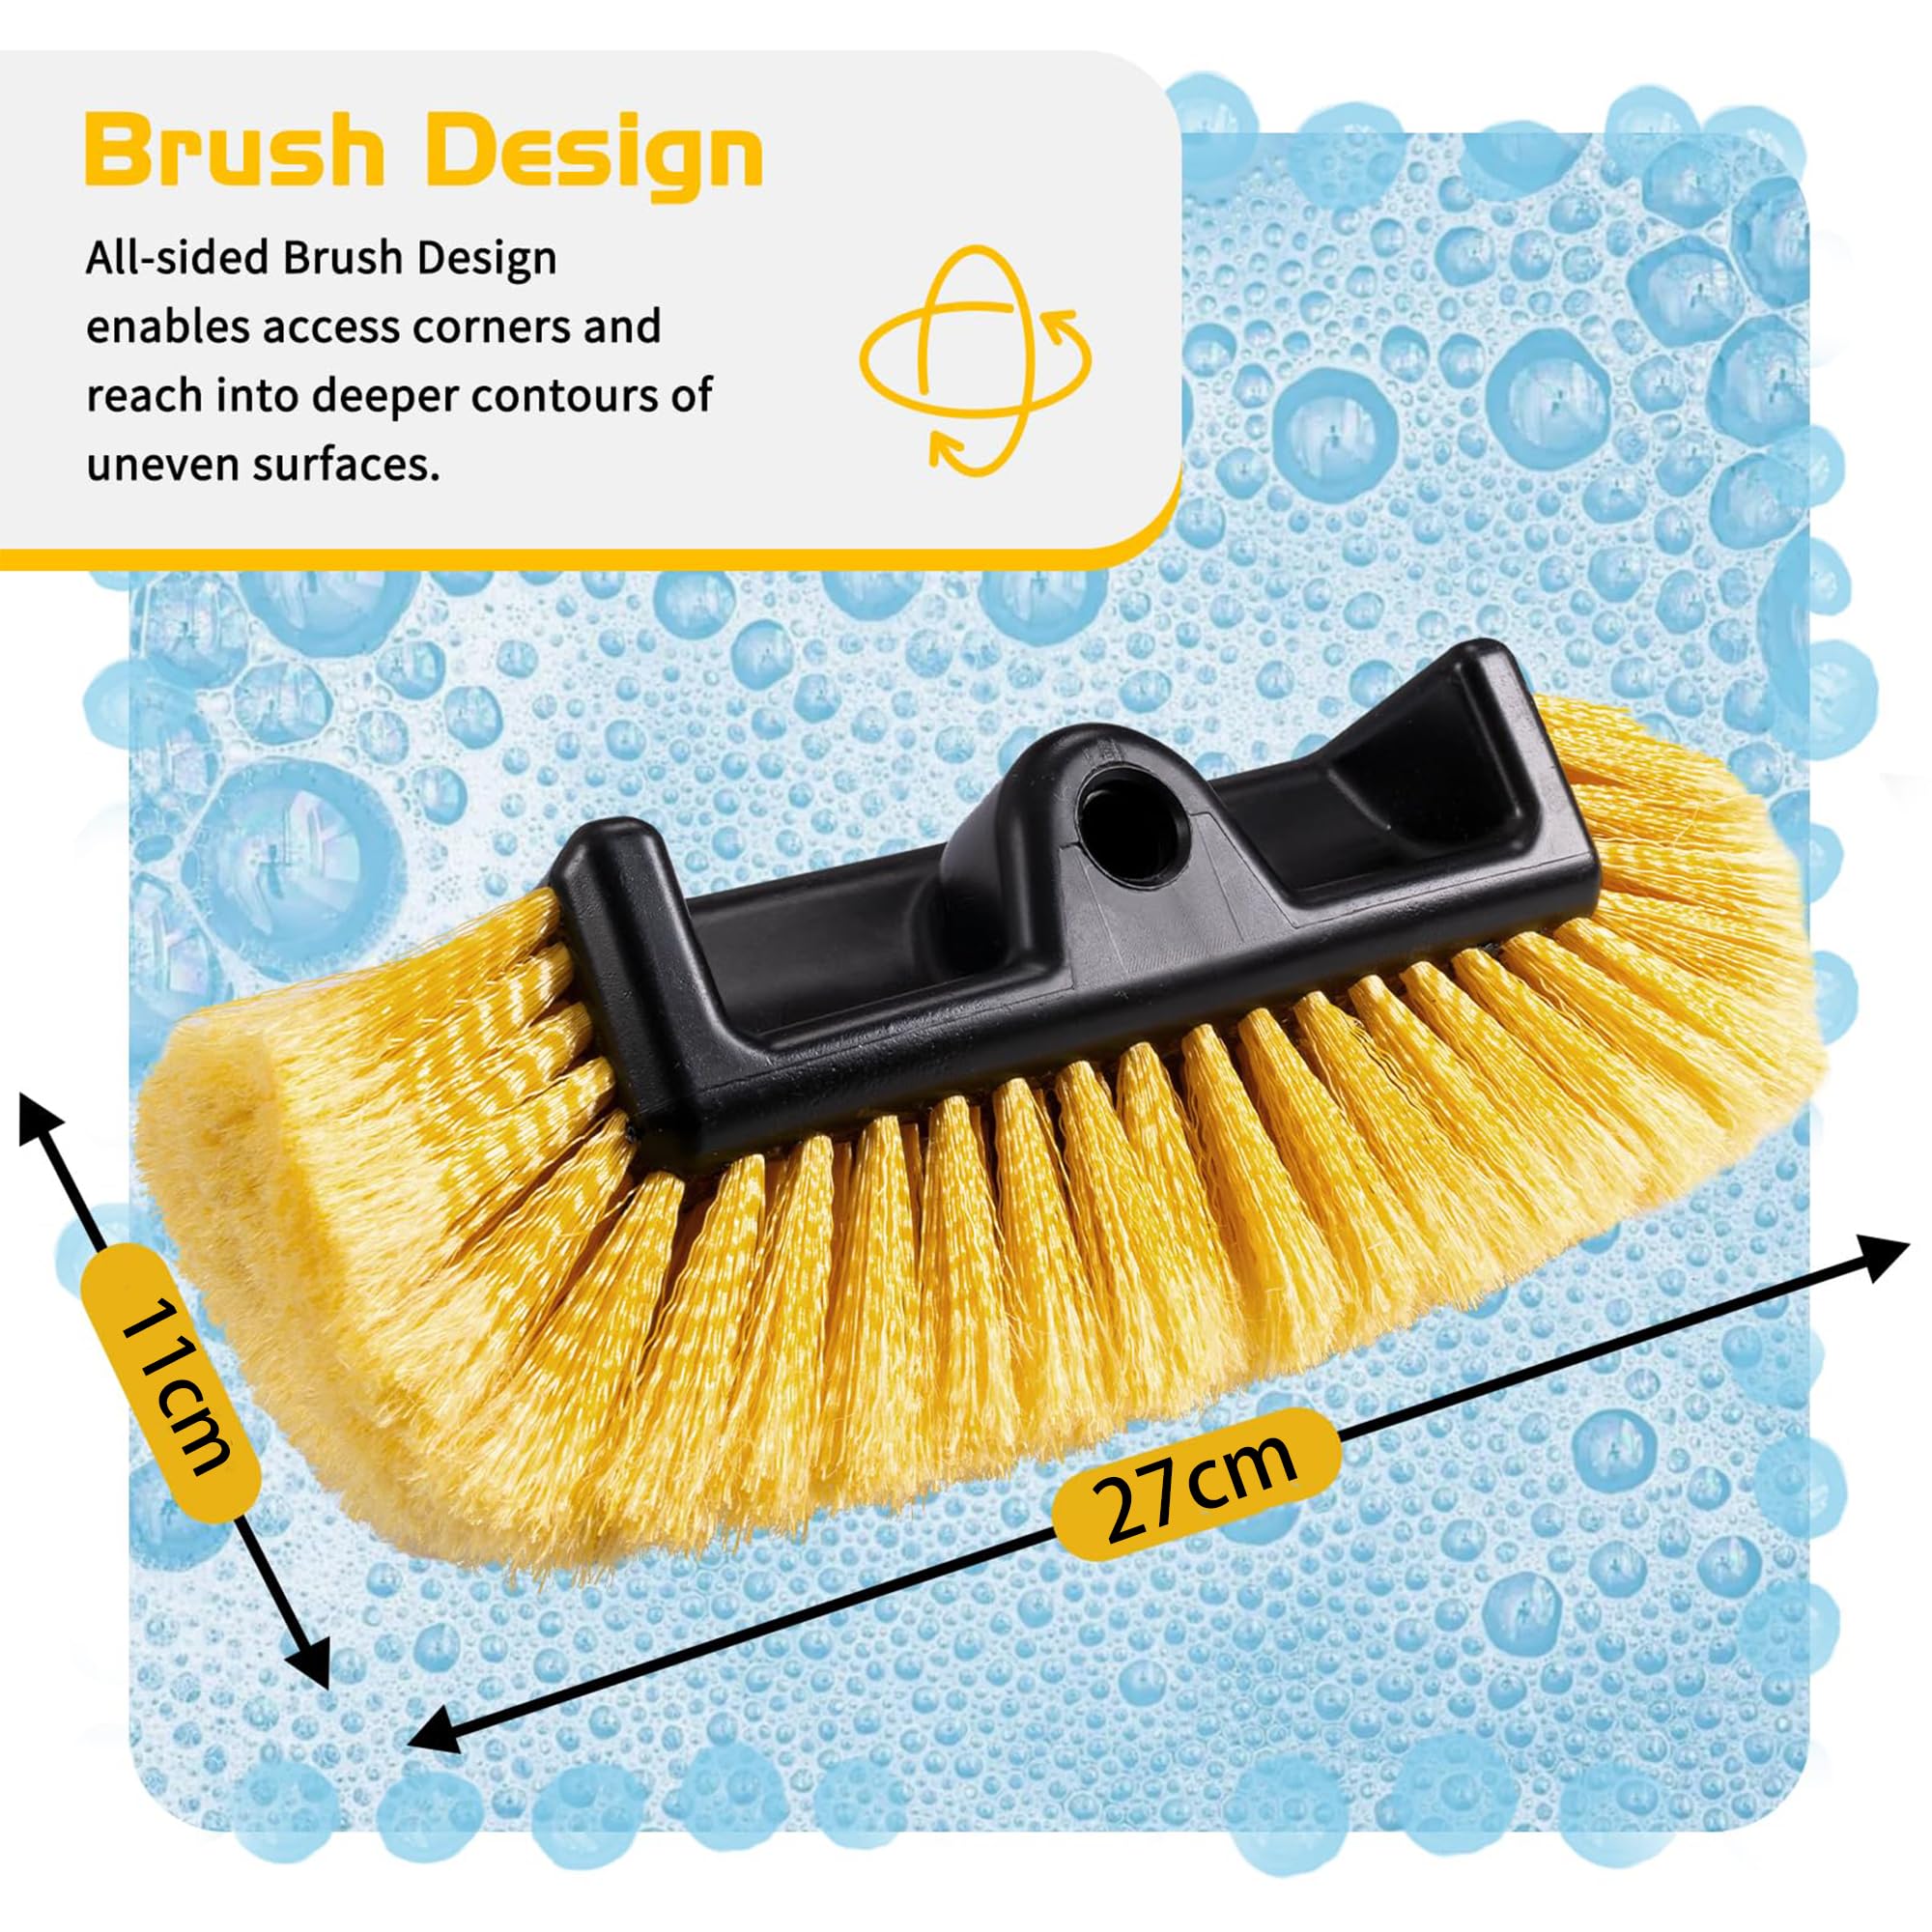 Brush Design
All-sided Brush Design
enables access corners and
reach into deeper contours of
uneven surfaces.
11cm
27cm